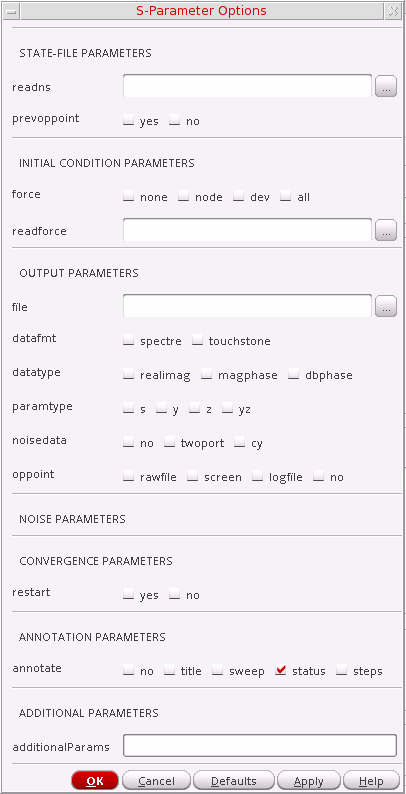 S-Parameter Options
STATE-FILE PARAMETERS
readns ...
prevoppoint yes no
INITIAL CONDITION PARAMETERS
force none node dev all
readforce ...
OUTPUT PARAMETERS
file ...
datafmt spectre touchstone
datatype realimag magphase dbphase
paramtype s y z yz
noisedata no twoport cy
oppoint rawfile screen logfile no
NOISE PARAMETERS
CONVERGENCE PARAMETERS
restart yes no
ANNOTATION PARAMETERS
annotate no title sweep status steps
ADDITIONAL PARAMETERS
additionalParams
OK Cancel Defaults Apply Help